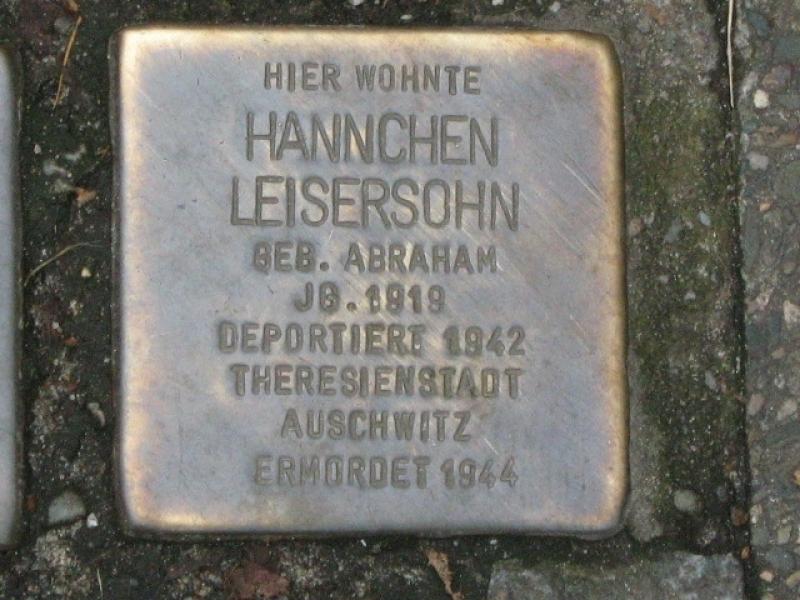 HIER WOHNTE
HANNCHEN
LEISERSOHN
GEB. ABRAHAM
JG. 1919
DEPORTIERT 1942
THERESIENSTADT
AUSCHWITZ
ERMORDET 1944